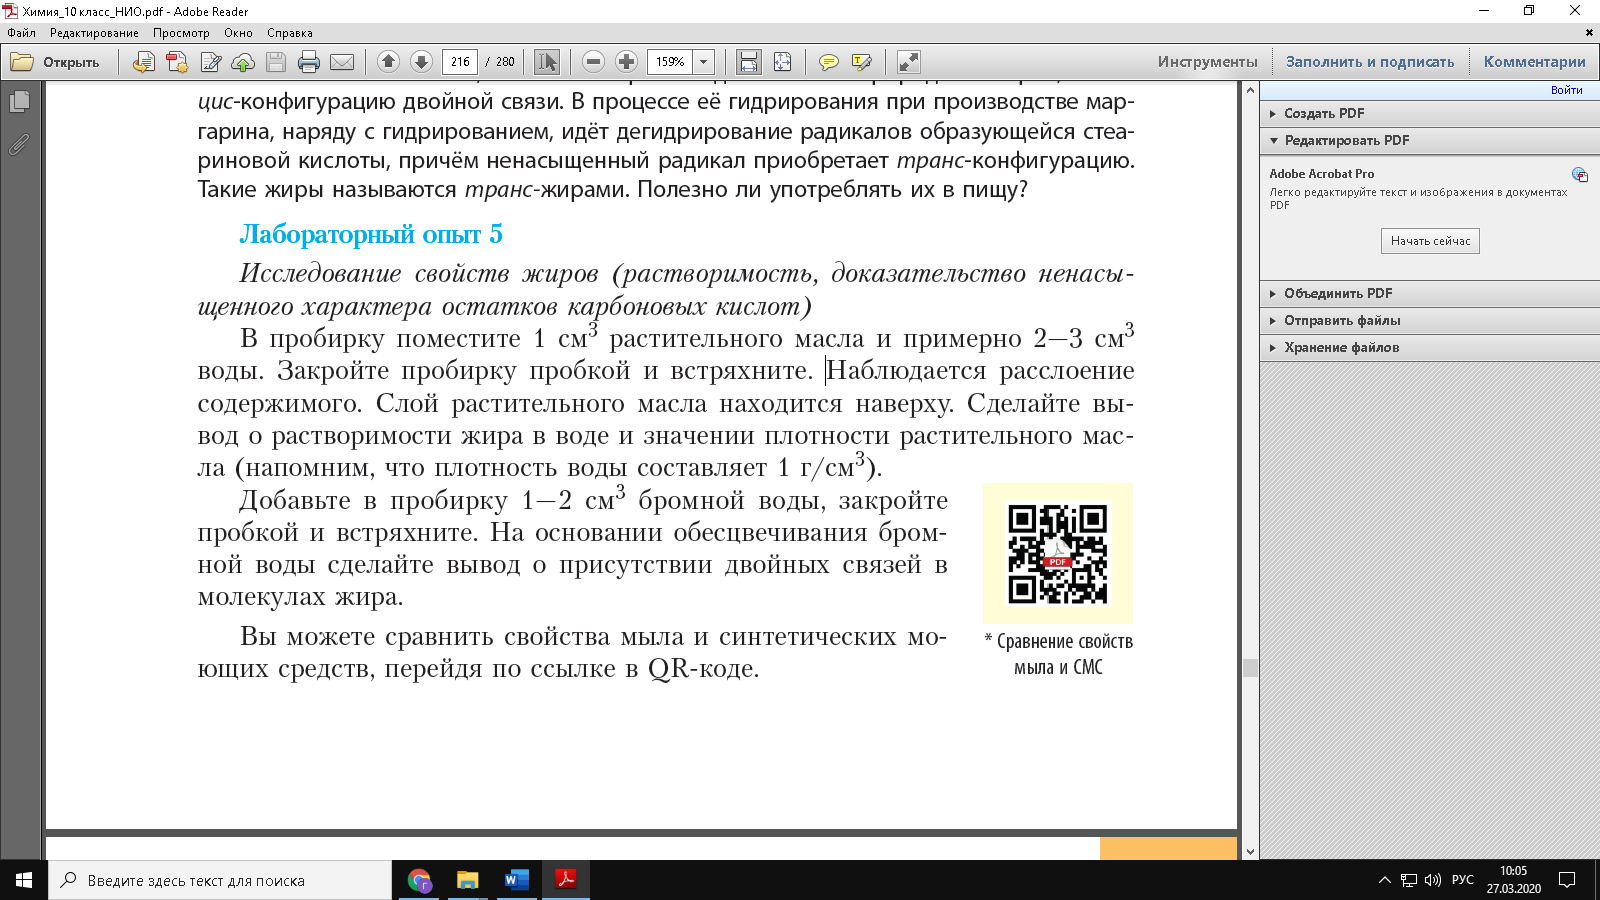 Химия_10 класс_НИО.pdf - Adobe Reader
Файл Редактирование Просмотр Окно Справка
Открыть 216 / 280 159% Инструменты Заполнить и подписать Комментарии
цис-конфигурацию двойной связи. В процессе её гидрирования при производстве мар-
гарина, наряду с гидрированием, идёт дегидрирование радикалов образующейся стеа-
риновой кислоты, причём ненасыщенный радикал приобретает транс-конфигурацию.
Такие жиры называются транс-жирами. Полезно ли употреблять их в пищу?
Лабораторный опыт 5
Исследование свойств жиров (растворимость, доказательство ненасы-
щенного характера остатков карбоновых кислот)
В пробирку поместите 1 см³ растительного масла и примерно 2—3 см³
воды. Закройте пробирку пробкой и встряхните. Наблюдается расслоение
содержимого. Слой растительного масла находится наверху. Сделайте вы-
вод о растворимости жира в воде и значении плотности растительного мас-
ла (напомним, что плотность воды составляет 1 г/см³).
Добавьте в пробирку 1—2 см³ бромной воды, закройте
пробкой и встряхните. На основании обесцвечивания бром-
ной воды сделайте вывод о присутствии двойных связей в
молекулах жира.
Вы можете сравнить свойства мыла и синтетических мо-
ющих средств, перейдя по ссылке в QR-коде.
PDF
* Сравнение свойств
мыла и СМС
Войти
Создать PDF
Редактировать PDF
Adobe Acrobat Pro
Легко редактируйте текст и изображения в документах
PDF
Начать сейчас
Объединить PDF
Отправить файлы
Хранение файлов
Введите здесь текст для поиска
РУС
10:05
27.03.2020